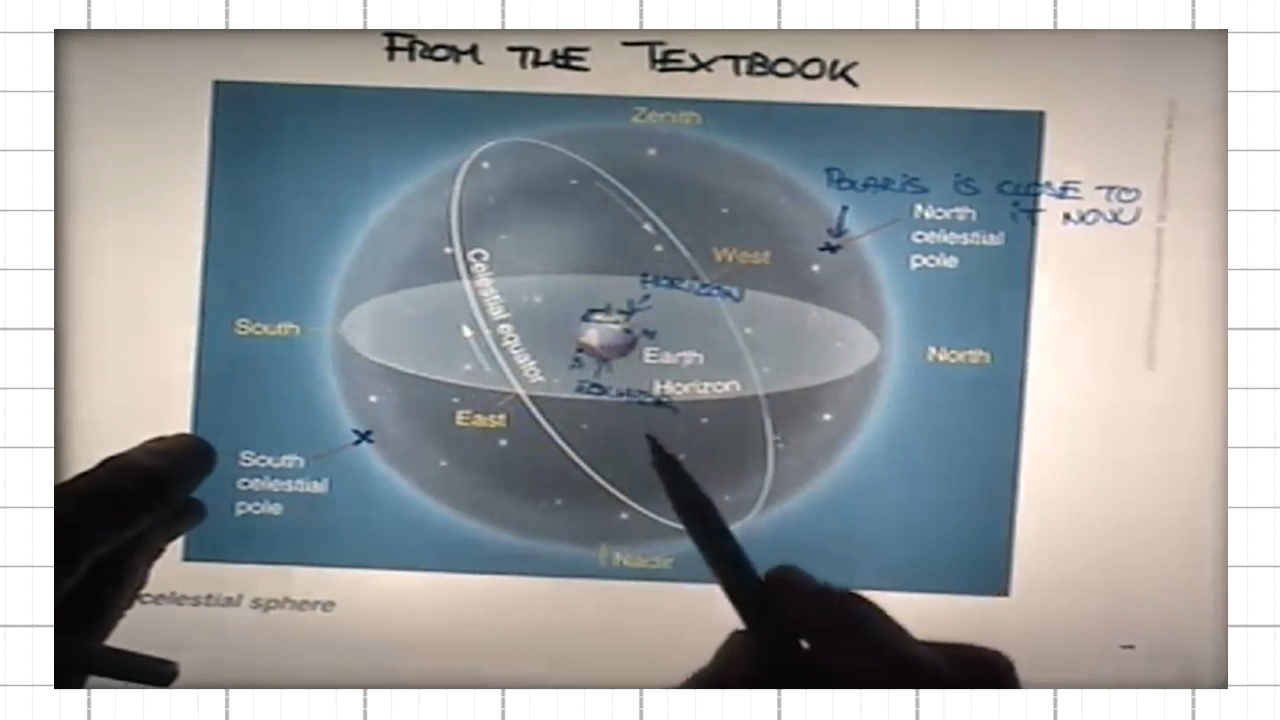 FROM THE TEXTBOOK
Zenith
POLARIS IS CLOSE TO
IT NOW
North
celestial
pole
West
HORIZON
Celestial equator
South
Earth
North
Horizon
East
South
celestial
pole
Nadir
celestial sphere